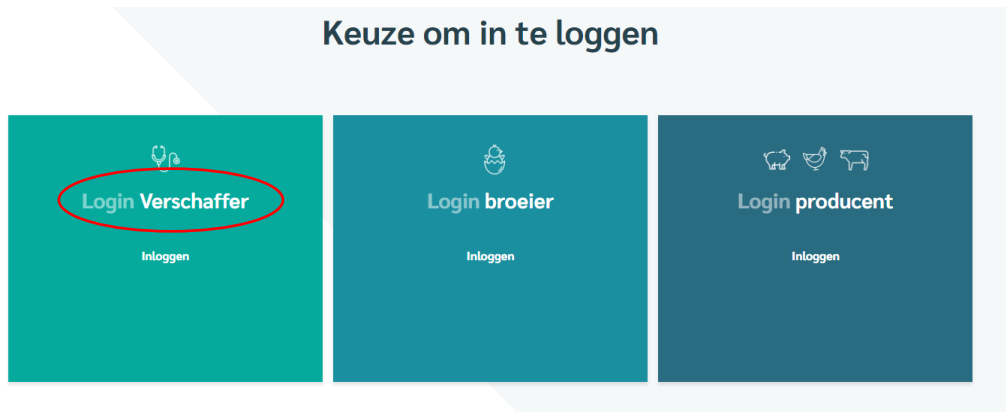 Keuze om in te loggen
Login Verschaffer
Inloggen
Login broeier
Inloggen
Login producent
Inloggen